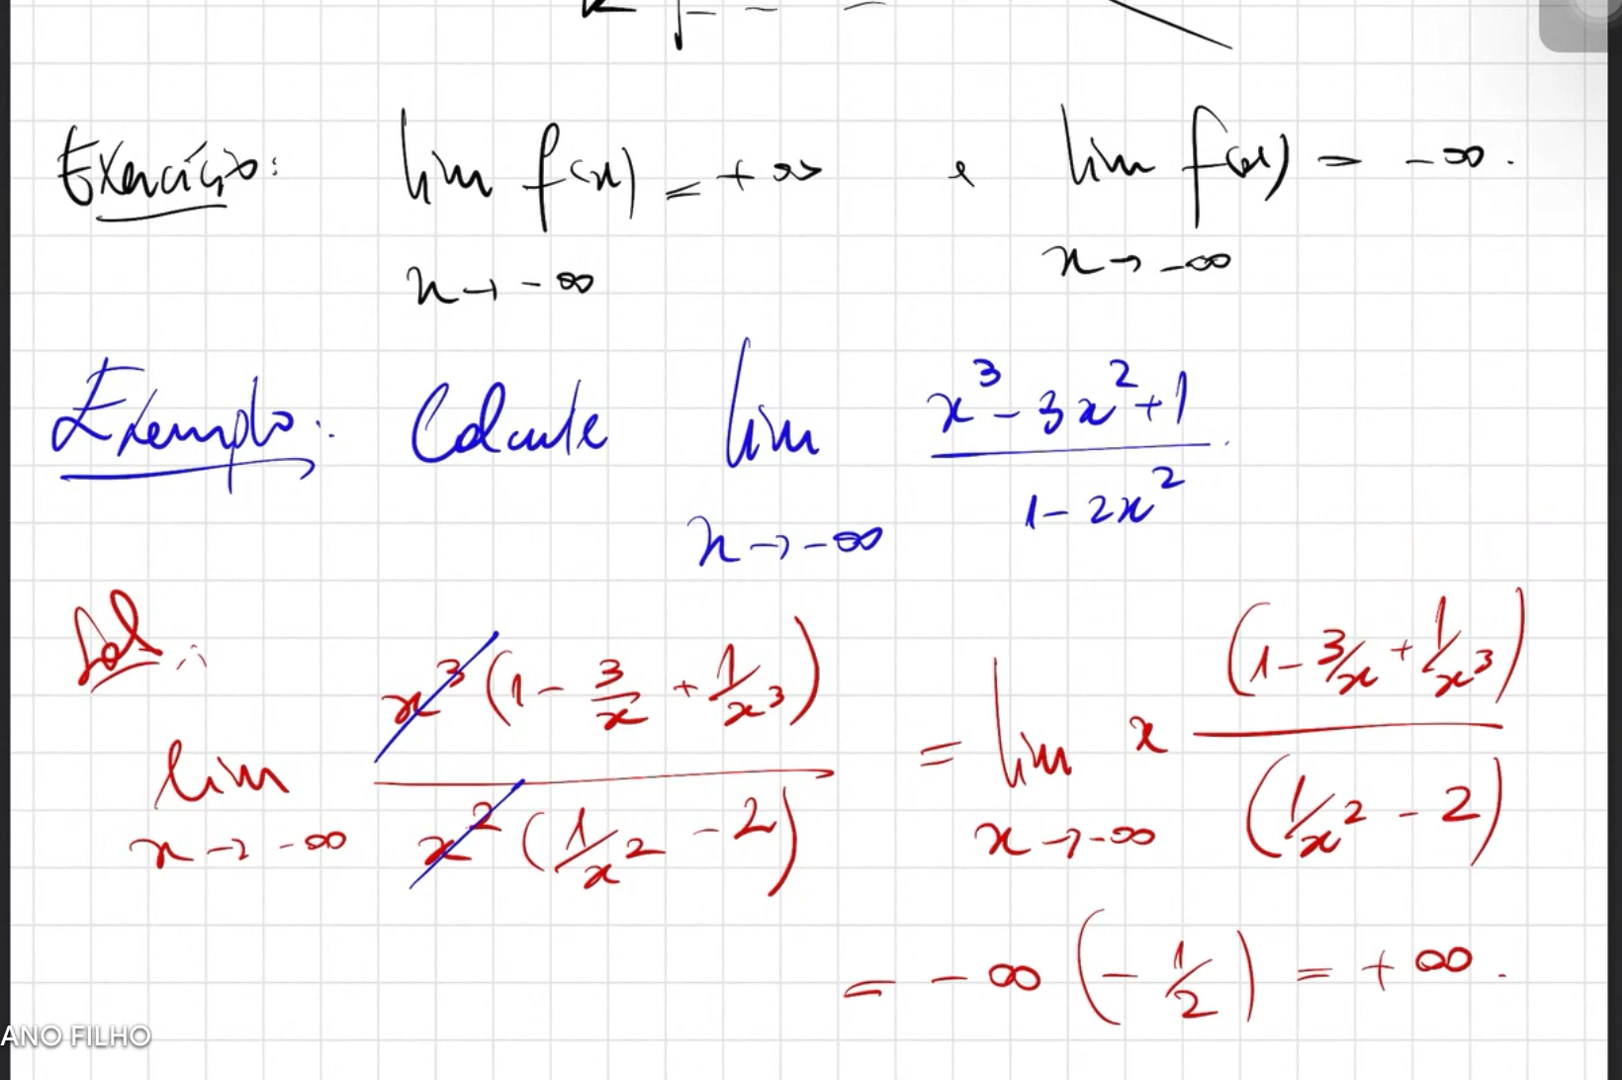 Exercício: lim f(x) = +∞ e lim f(x) = -∞.
x→-∞ x→-∞
Exemplo: Calcule lim x³-3x²+1 / 1-2x².
x→-∞
Sol.:
lim x³(1 - 3/x + 1/x³) / x²(1/x² - 2) = lim x (1 - 3/x + 1/x³) / (1/x² - 2)
x→-∞ x→-∞
= -∞(-1/2) = +∞.
ANO FILHO